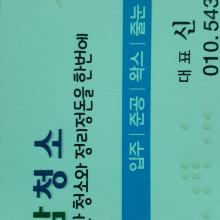 청소
청소와 정리정돈을 한번에
입주 | 준공 | 왁스 | 줄눈
대표 신
010.543